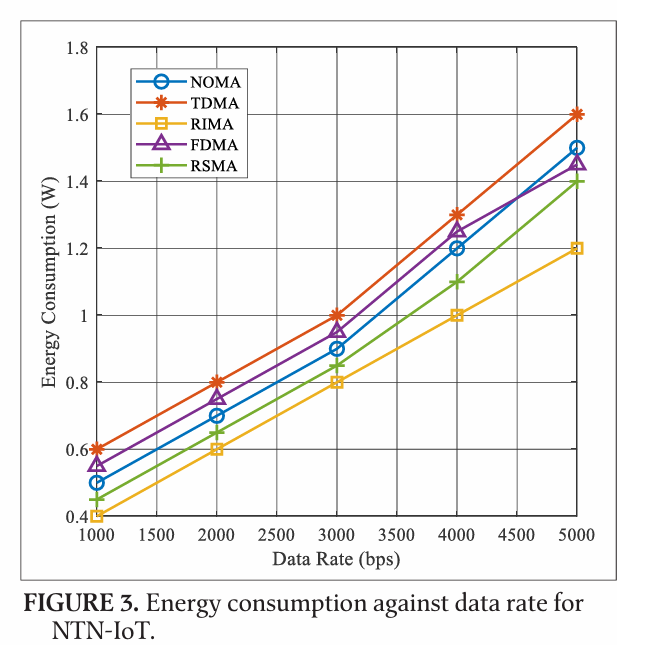 1.8
1.6
1.4
1.2
1
0.8
0.6
0.4
Energy Consumption (W)
NOMA
TDMA
RIMA
FDMA
RSMA
1000 1500 2000 2500 3000 3500 4000 4500 5000
Data Rate (bps)
FIGURE 3. Energy consumption against data rate for
NTN-IoT.